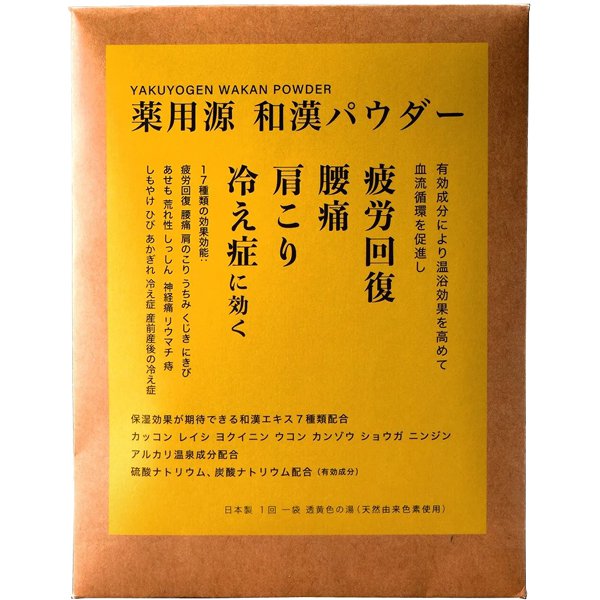 YAKUYOGEN WAKAN POWDER
薬用源 和漢パウダー
有効成分により温浴効果を高めて
血流循環を促進し
疲労回復
腰痛
肩こり
冷え症に効く
17種類の効果効能:
疲労回復 腰痛 肩のこり うちみ くじき にきび
あせも 荒れ性 しっしん 神経痛 リウマチ 痔
しもやけ ひび あかぎれ 冷え症 産前産後の冷え症
保湿効果が期待できる和漢エキス7種類配合
カッコン レイシ ヨクイニン ウコン カンゾウ ショウガ ニンジン
アルカリ温泉成分配合
硫酸ナトリウム、炭酸ナトリウム配合(有効成分)
日本製 1回 一袋 透黄色の湯(天然由来色素使用)